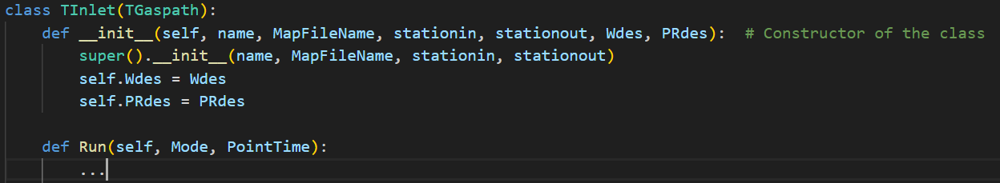 class TInlet(TGaspath):
    def __init__(self, name, MapFileName, stationin, stationout, Wdes, PRdes):  # Constructor of the class
        super().__init__(name, MapFileName, stationin, stationout)
        self.Wdes = Wdes
        self.PRdes = PRdes
    def Run(self, Mode, PointTime):
        ...